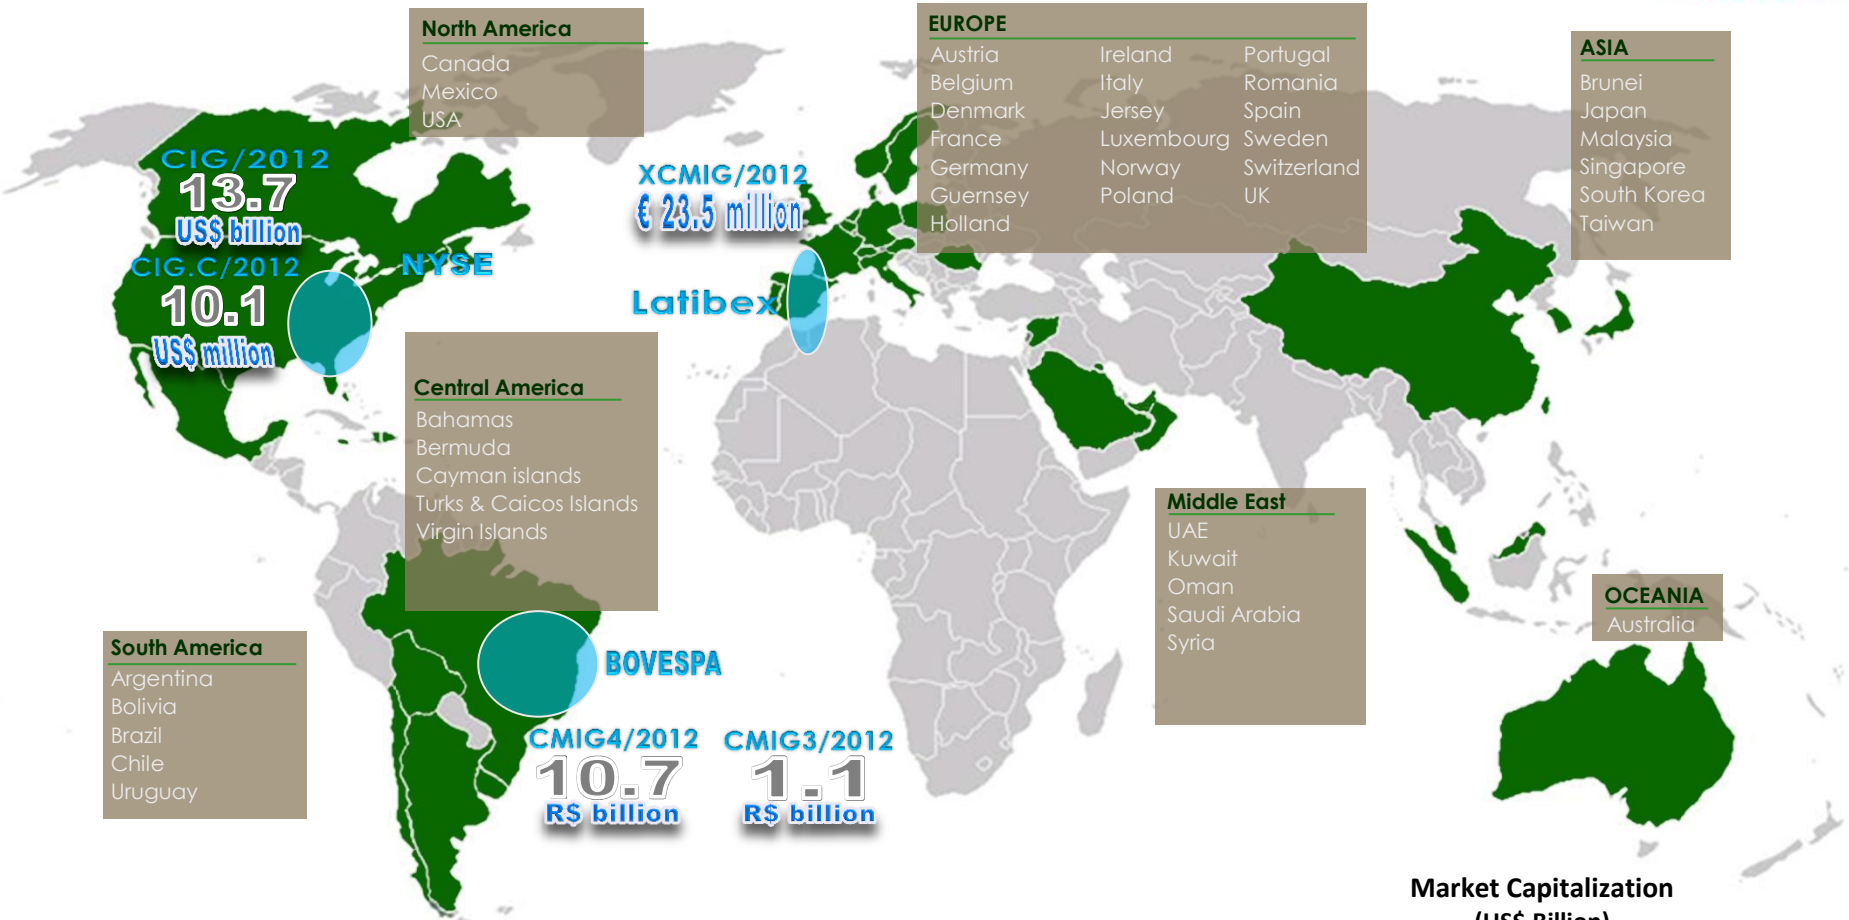 North America
Canada
Mexico
USA
EUROPE
Austria
Belgium
Denmark
France
Germany
Guernsey
Holland
Ireland
Italy
Jersey
Luxembourg
Norway
Poland
Portugal
Romania
Spain
Sweden
Switzerland
UK
ASIA
Brunei
Japan
Malaysia
Singapore
South Korea
Taiwan
CIG/2012
13.7
US$ billion
CIG.C/2012
10.1
US$ million
NYSE
XCMIG/2012
€ 23.5 million
Latibex
Central America
Bahamas
Bermuda
Cayman islands
Turks & Caicos Islands
Virgin Islands
Middle East
UAE
Kuwait
Oman
Saudi Arabia
Syria
OCEANIA
Australia
South America
Argentina
Bolivia
Brazil
Chile
Uruguay
BOVESPA
CMIG4/2012
10.7
R$ billion
CMIG3/2012
1.1
R$ billion
Market Capitalization
(US$ Billion)